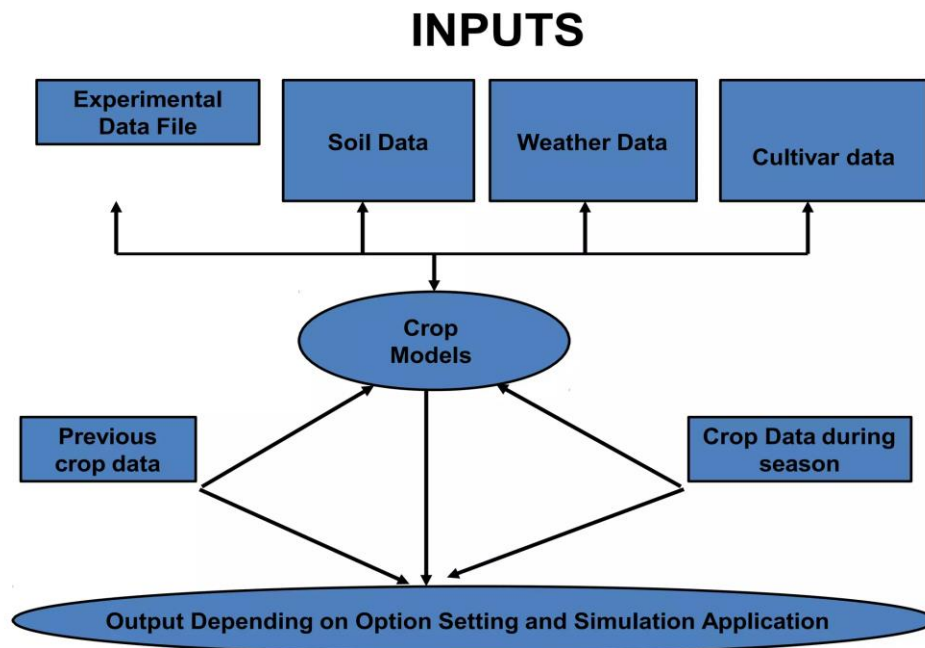 INPUTS
Experimental
Data File
Soil Data
Weather Data
Cultivar data
Crop
Models
Previous
crop data
Crop Data during
season
Output Depending on Option Setting and Simulation Application